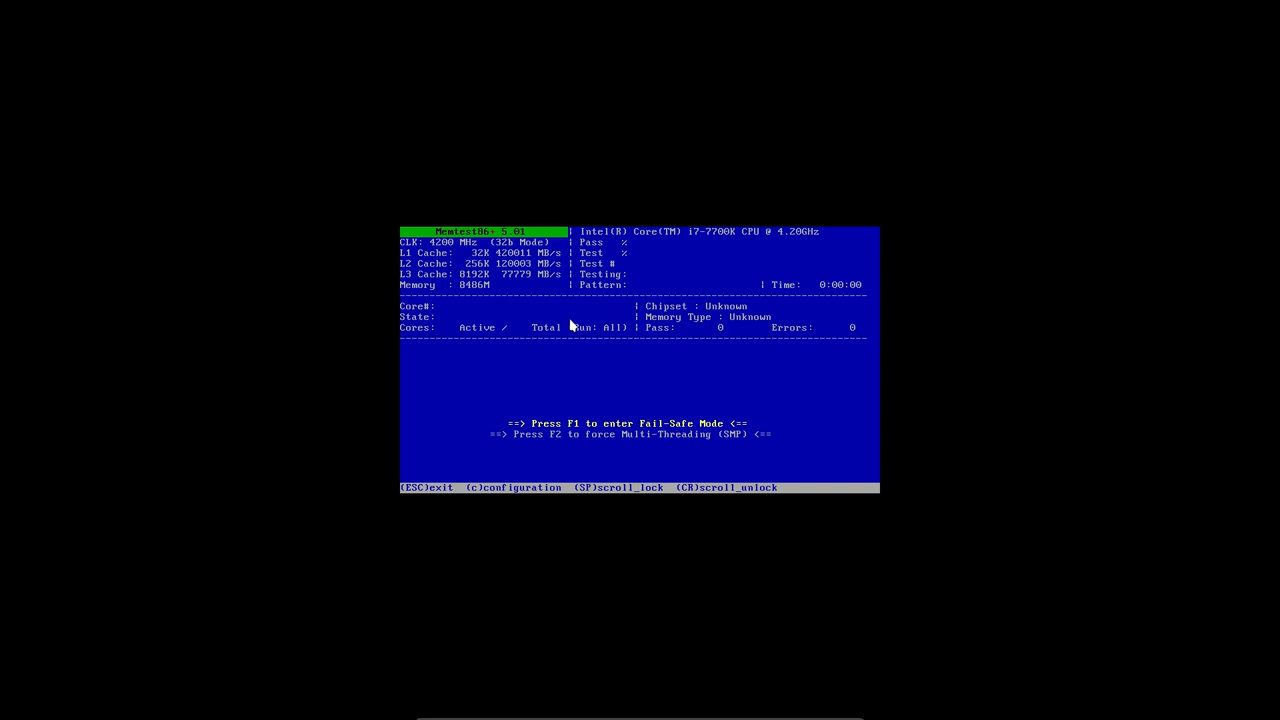 Memtest86+ 5.01 | Intel(R) Core(TM) i7-7700K CPU @ 4.20GHz
CLK: 4200 MHz (32b Mode) | Pass %
L1 Cache: 32K 420011 MB/s | Test %
L2 Cache: 256K 120003 MB/s | Test #
L3 Cache: 8192K 77779 MB/s | Testing:
Memory : 8486M | Pattern: | Time: 0:00:00
Core#: | Chipset : Unknown
State: | Memory Type : Unknown
Cores: Active / Total (Run: All) | Pass: 0 Errors: 0
==> Press F1 to enter Fail-Safe Mode <==
==> Press F2 to force Multi-Threading (SMP) <==
(ESC)exit (c)configuration (SP)scroll_lock (CR)scroll_unlock